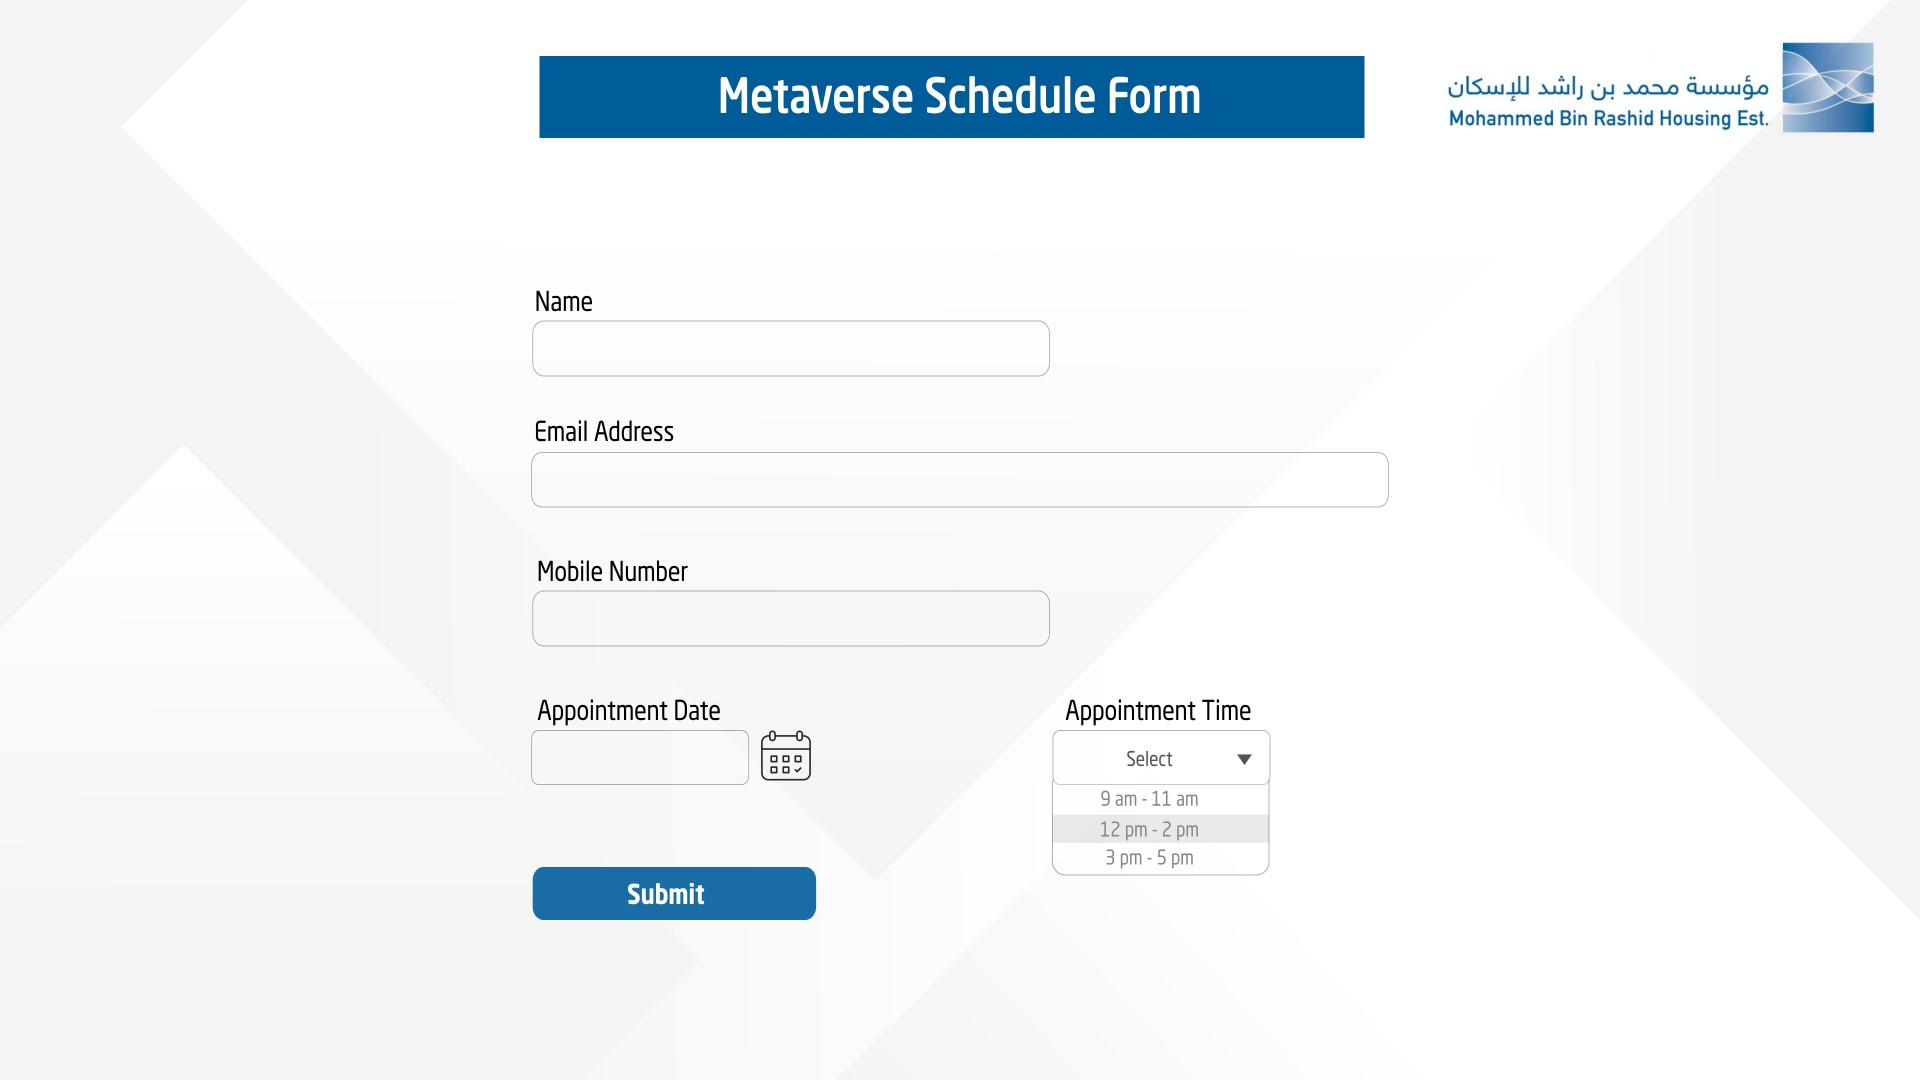 Metaverse Schedule Form
مؤسسة محمد بن راشد للإسكان
Mohammed Bin Rashid Housing Est.
Name
Email Address
Mobile Number
Appointment Date
Appointment Time
Select
9 am - 11 am
12 pm - 2 pm
3 pm - 5 pm
Submit